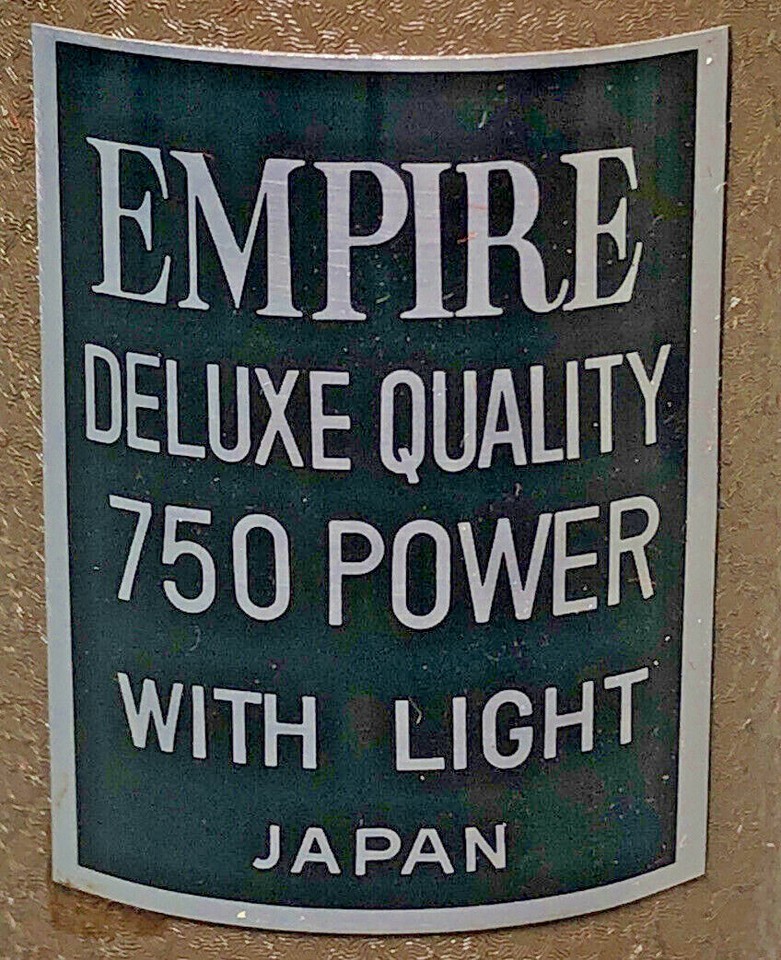 EMPIRE
DELUXE QUALITY
750 POWER
WITH LIGHT
JAPAN